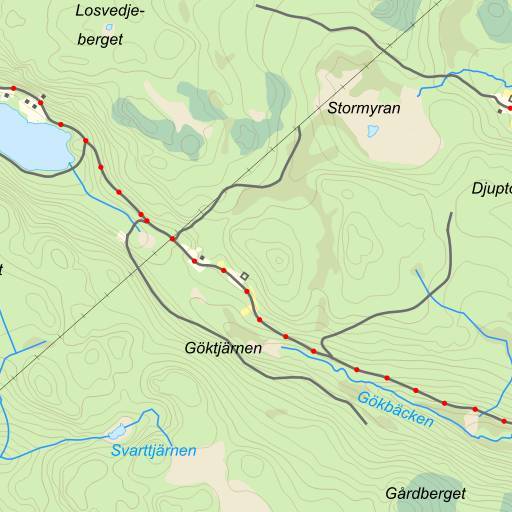 Losvedje-
berget
Stormyran
Djupto
t
Göktjärnen
Gökbäcken
Svarttjärnen
Gårdberget